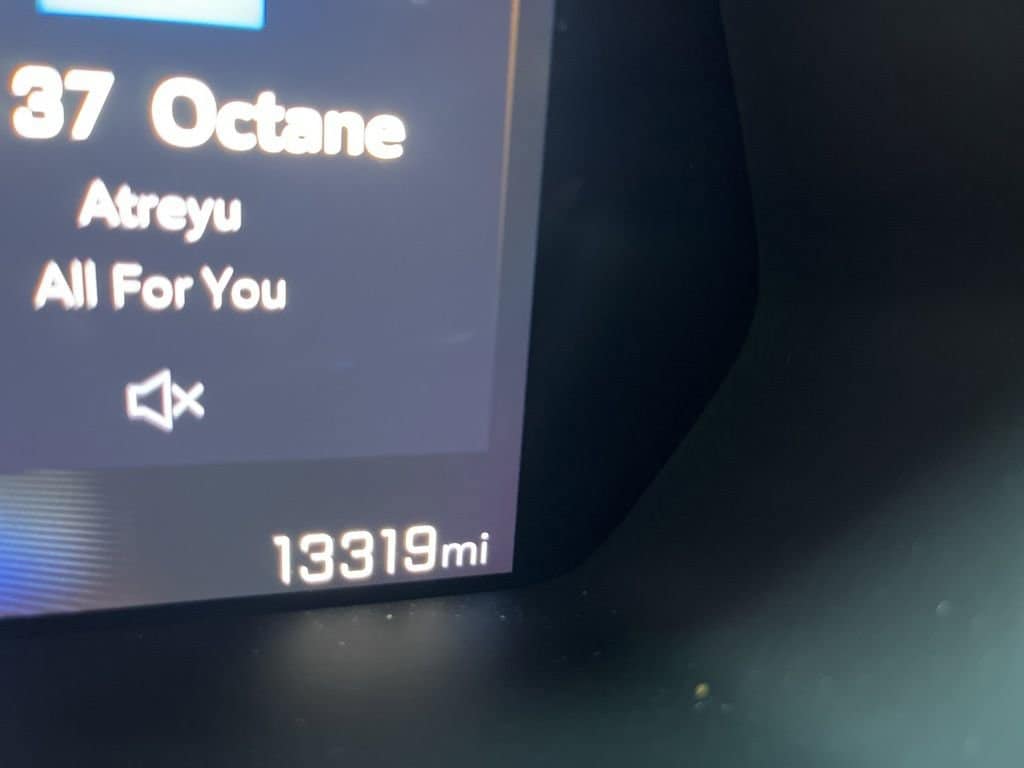 37 Octane
Atreyu
All For You
13319mi